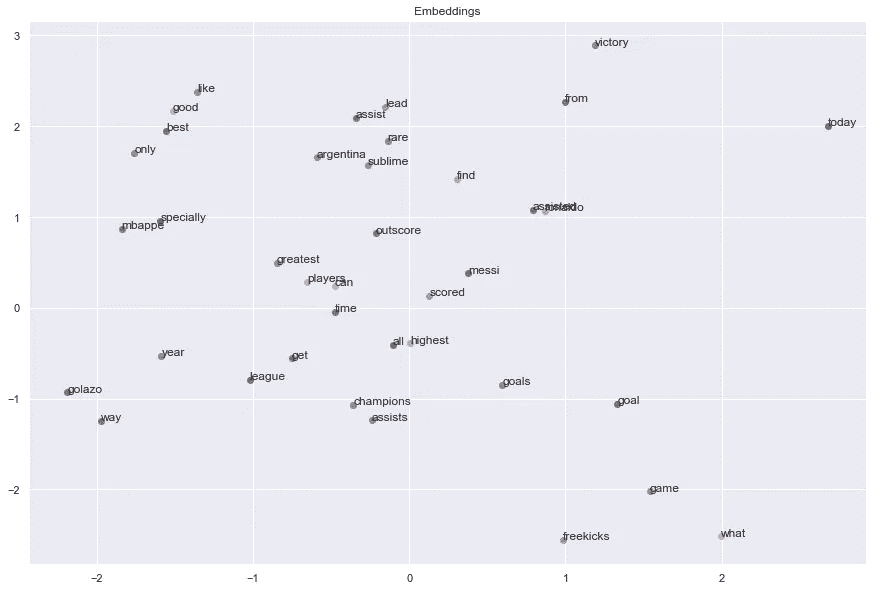 Embeddings
3
victory
like
good
lead
from
assist
best
2
today
rare
only
argentina
sublime
find
assisted
ronaldo
1
specially
mbappe
outscore
greatest
messi
players
can
scored
0
time
all
highest
year
get
league
goals
golazo
−1
champions
goal
way
assists
−2
game
freekicks
what
−2
−1
0
1
2